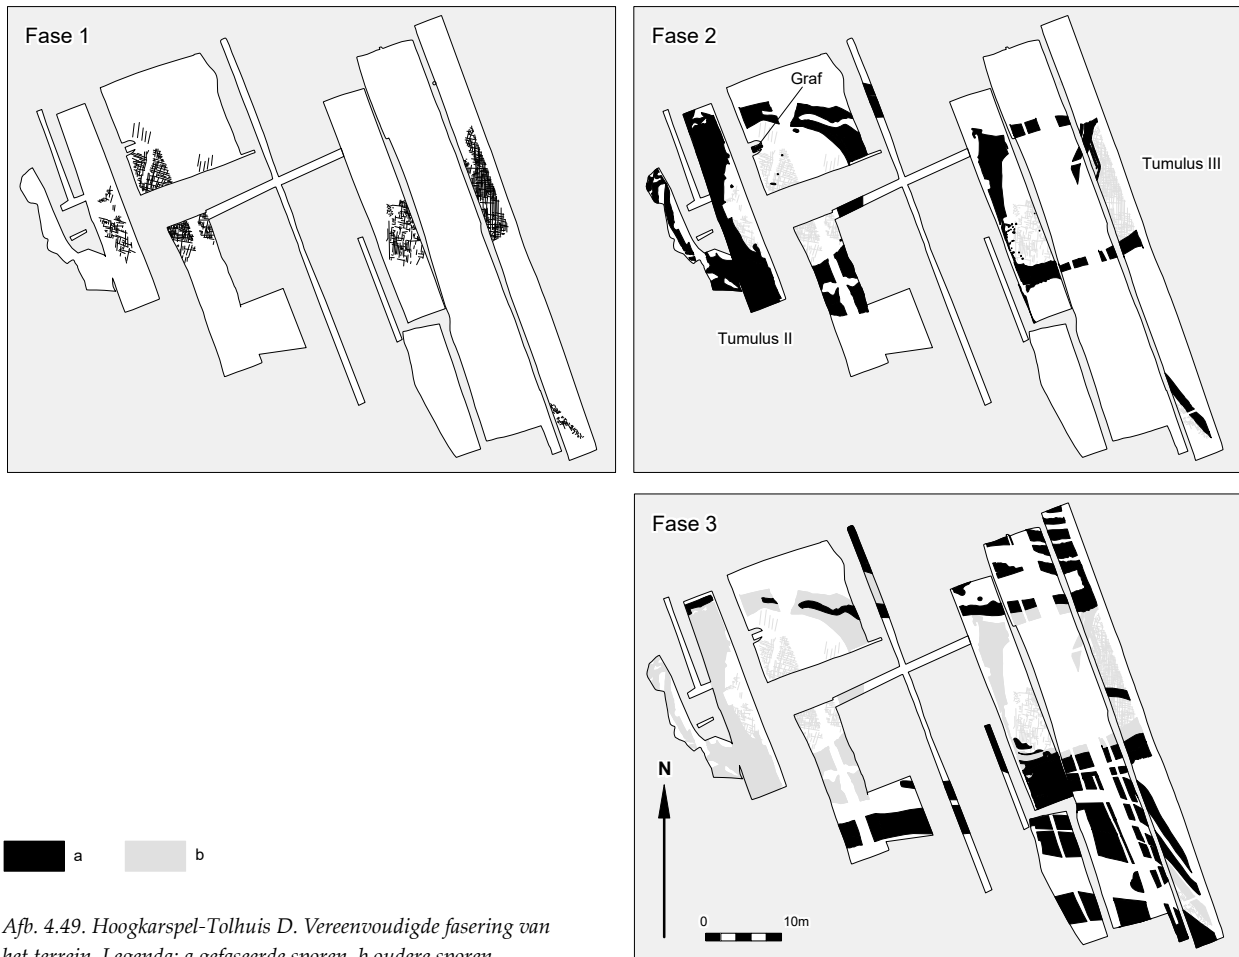 Fase 1
Fase 2
Graf
Tumulus III
Tumulus II
Fase 3
N
0 10m
a b
Afb. 4.49. Hoogkarspel-Tolhuis D. Vereenvoudigde fasering van
het terrein. Legenda: a gefaseerde sporen, b oudere sporen.